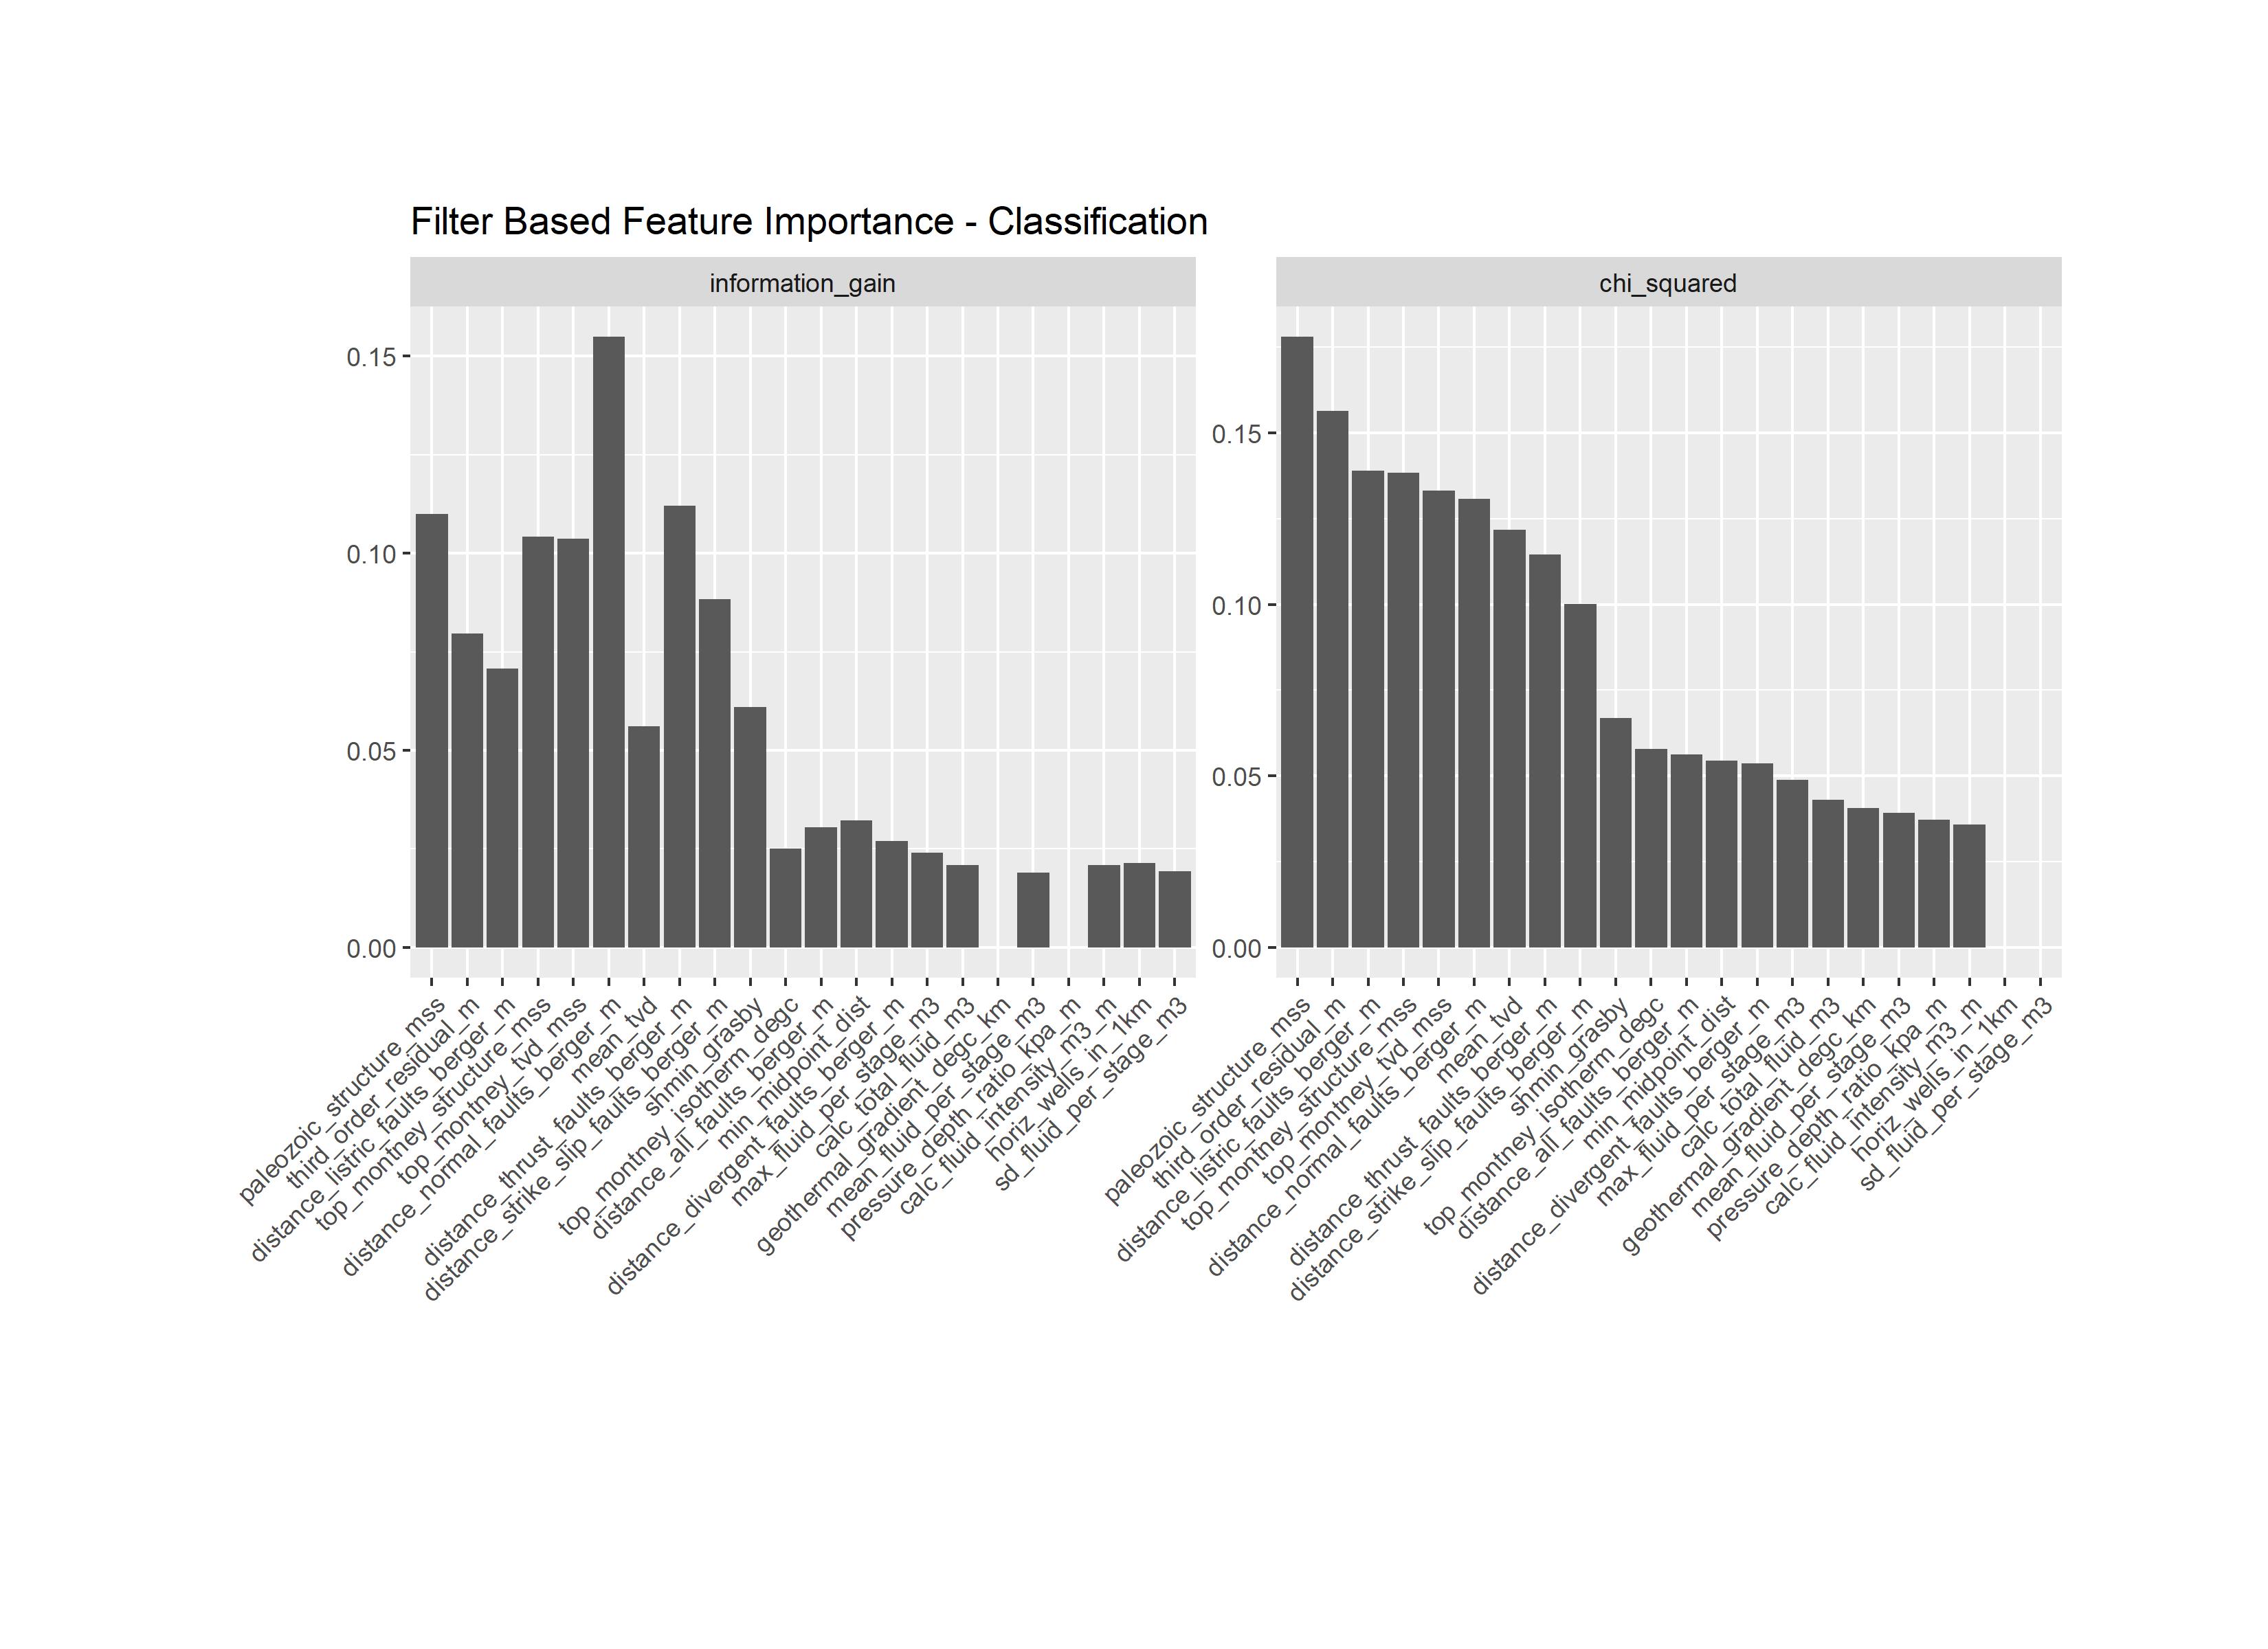 Filter Based Feature Importance - Classification
information_gain
chi_squared
0.15
0.10
0.05
0.00
0.15
0.10
0.05
0.00
paleozoic_structure_mss
third_order_residual_m
distance_listric_faults_berger_m
top_montney_structure_mss
top_montney_tvd_mss
distance_normal_faults_berger_m
mean_tvd
distance_thrust_faults_berger_m
distance_strike_slip_faults_berger_m
shmin_grasby
top_montney_isotherm_degc
distance_all_faults_berger_m
min_midpoint_dist
distance_divergent_faults_berger_m
max_fluid_per_stage_m3
calc_total_fluid_m3
geothermal_gradient_degc_km
mean_fluid_per_stage_m3
pressure_depth_ratio_kpa_m
calc_fluid_intensity_m3_m
horiz_wells_in_1km
sd_fluid_per_stage_m3
paleozoic_structure_mss
third_order_residual_m
distance_listric_faults_berger_m
top_montney_structure_mss
top_montney_tvd_mss
distance_normal_faults_berger_m
mean_tvd
distance_thrust_faults_berger_m
distance_strike_slip_faults_berger_m
shmin_grasby
top_montney_isotherm_degc
distance_all_faults_berger_m
min_midpoint_dist
distance_divergent_faults_berger_m
max_fluid_per_stage_m3
calc_total_fluid_m3
geothermal_gradient_degc_km
mean_fluid_per_stage_m3
pressure_depth_ratio_kpa_m
calc_fluid_intensity_m3_m
horiz_wells_in_1km
sd_fluid_per_stage_m3